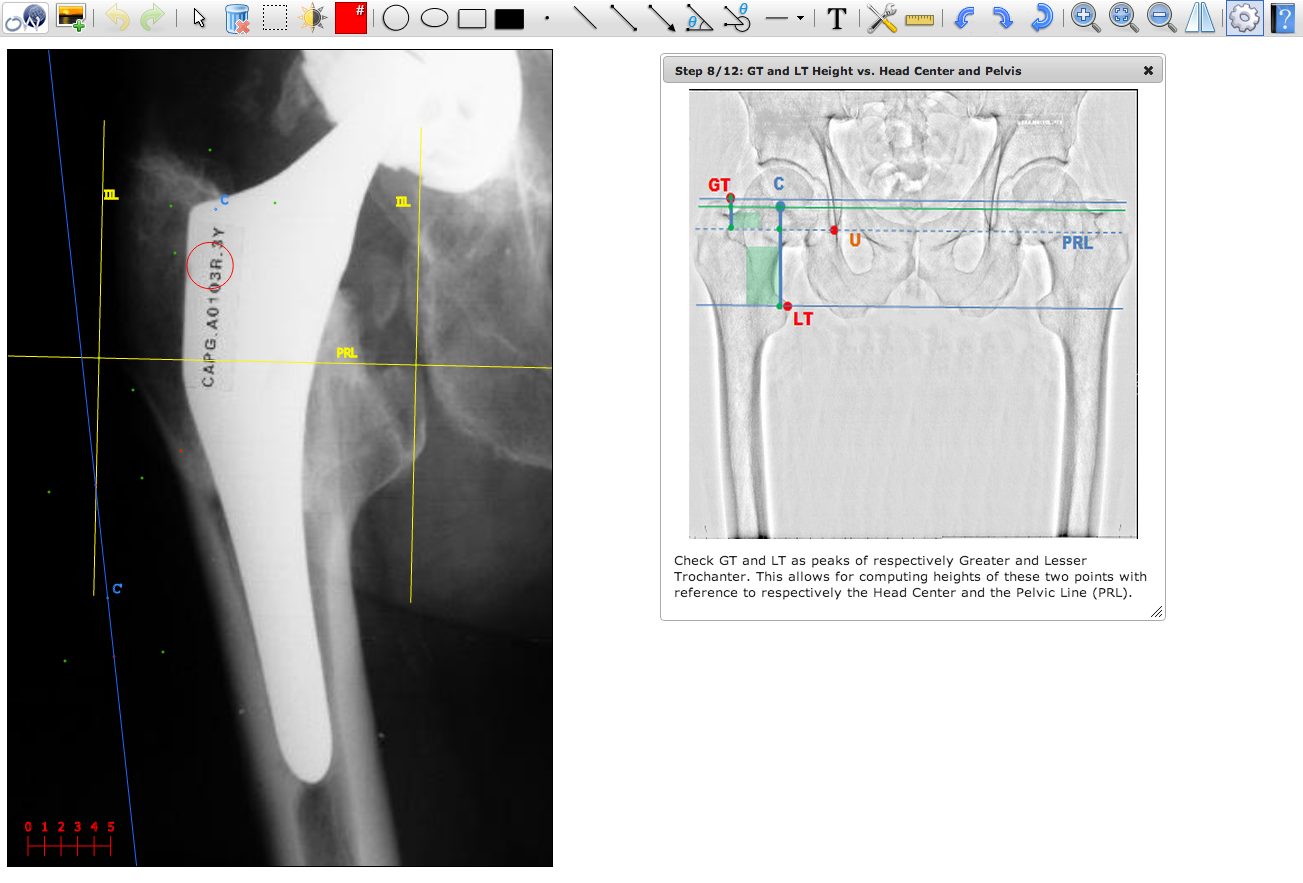 #
θ
θ
T
?
IIL
C
IIL
CAPG.A0103R.3Y
PRL
C
0 1 2 3 4 5
Step 8/12: GT and LT Height vs. Head Center and Pelvis
GT
C
U
PRL
LT
Check GT and LT as peaks of respectively Greater and Lesser
Trochanter. This allows for computing heights of these two points with
reference to respectively the Head Center and the Pelvic Line (PRL).